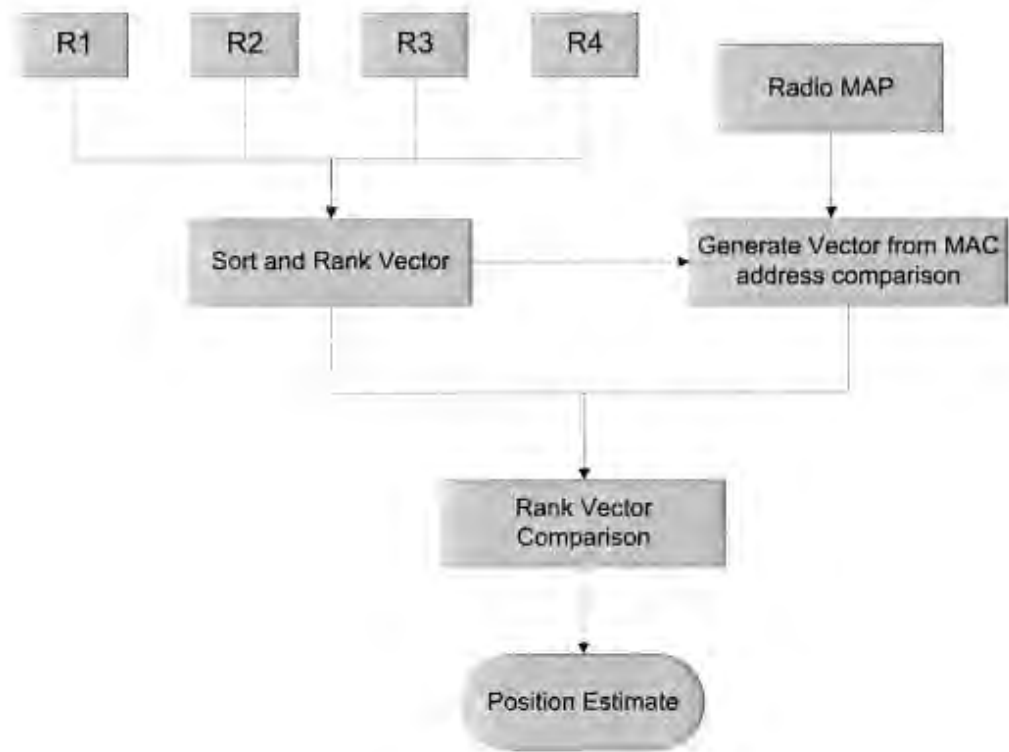 R1
R2
R3
R4
Radio MAP
Sort and Rank Vector
Generate Vector from MAC
address comparison
Rank Vector
Comparison
Position Estimate